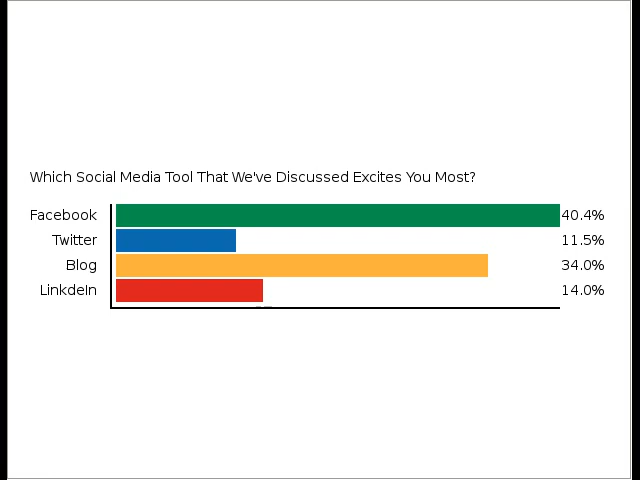 Which Social Media Tool That We've Discussed Excites You Most?
Facebook 40.4%
Twitter 11.5%
Blog 34.0%
LinkdeIn 14.0%